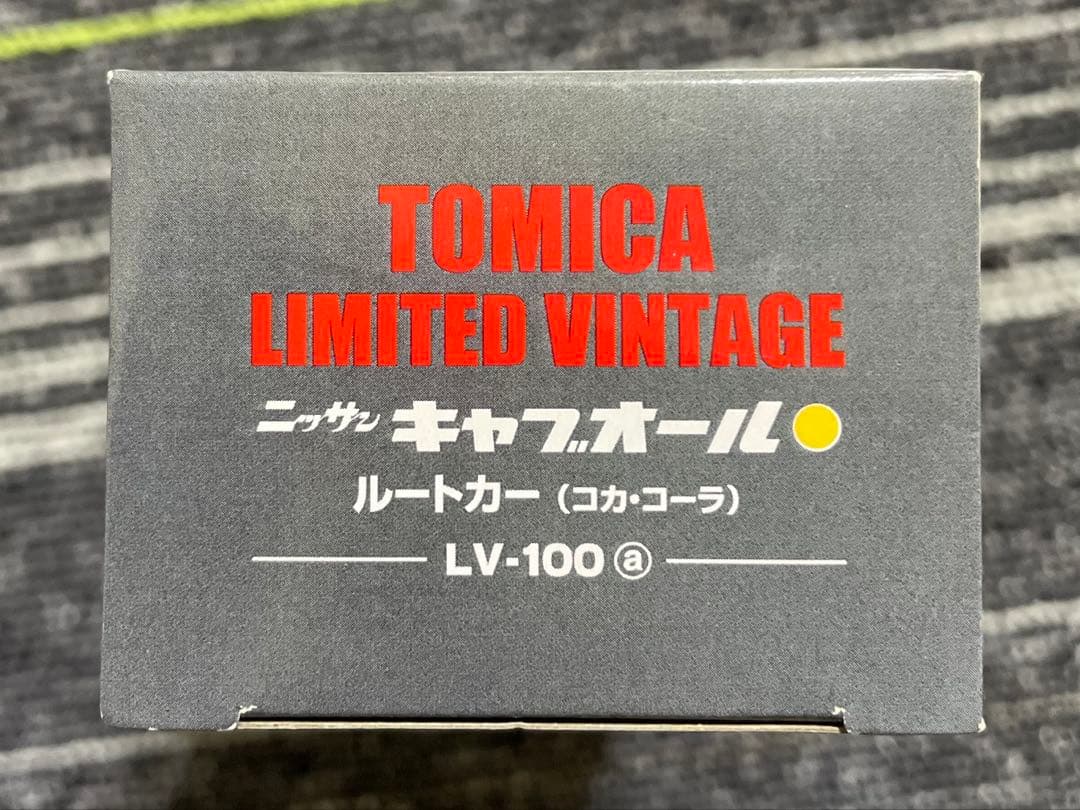 TOMICA
LIMITED VINTAGE
ニッサン キャブオール
ルートカー（コカ・コーラ）
LV-100 ⓐ